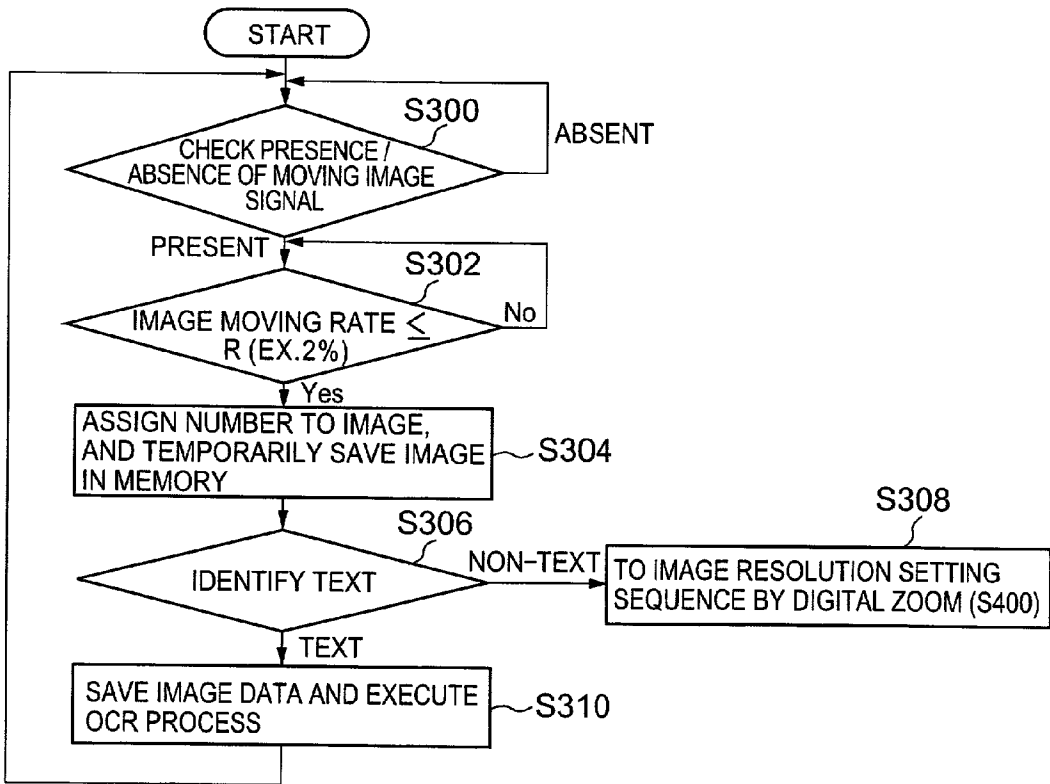 START
S300
CHECK PRESENCE /
ABSENCE OF MOVING IMAGE
SIGNAL
ABSENT
PRESENT
S302
IMAGE MOVING RATE ≤
R (EX.2%)
No
Yes
ASSIGN NUMBER TO IMAGE,
AND TEMPORARILY SAVE IMAGE
IN MEMORY
S304
S306
IDENTIFY TEXT
NON-TEXT
S308
TO IMAGE RESOLUTION SETTING
SEQUENCE BY DIGITAL ZOOM (S400)
TEXT
SAVE IMAGE DATA AND EXECUTE
OCR PROCESS
S310